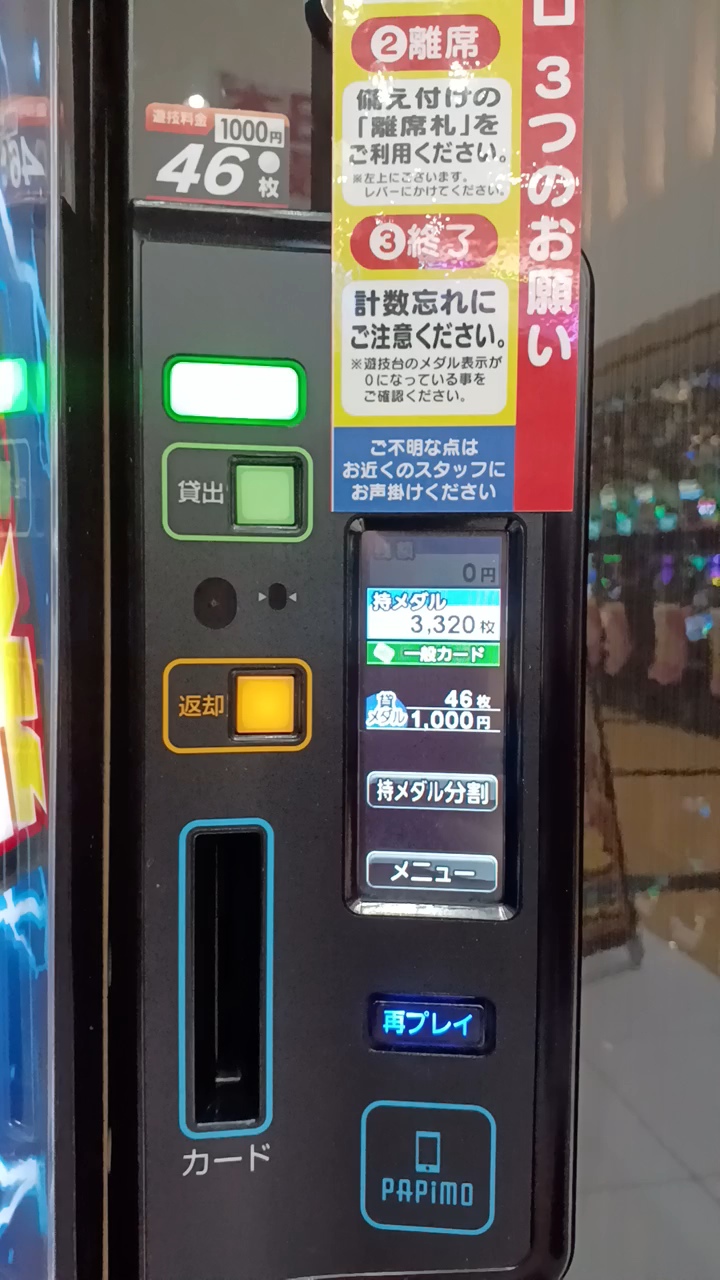 遊技料金 1000円
46枚
②離席
備え付けの
「離席札」を
ご利用ください。
※左上にございます。
レバーにかけてください。
③終了
計数忘れに
ご注意ください。
※遊技台のメダル表示が
0になっている事を
ご確認ください。
ご不明な点は
お近くのスタッフに
お声掛けください
3つのお願い
貸出
返却
カード
0円
持メダル
3,320枚
一般カード
貸メダル
46枚
1,000円
持メダル分割
メニュー
再プレイ
PAPiMO